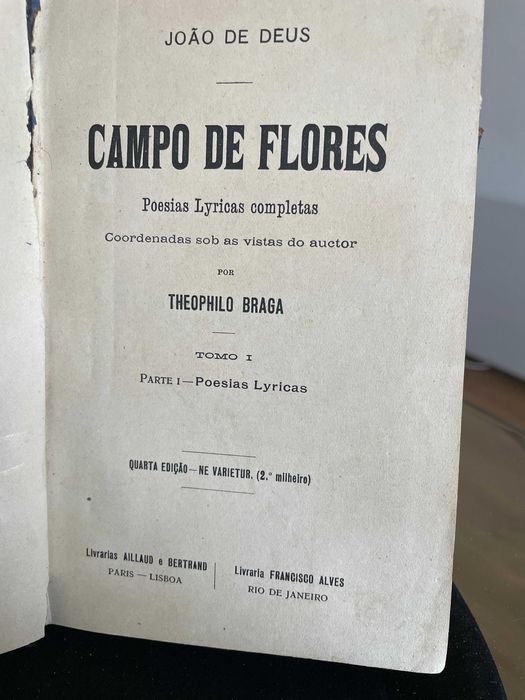 JOÃO DE DEUS
CAMPO DE FLORES
Poesias Lyricas completas
Coordenadas sob as vistas do auctor
POR
THEOPHILO BRAGA
TOMO I
PARTE I—Poesias Lyricas
QUARTA EDIÇÃO—NE VARIETUR. (2.º milheiro)
Livrarias AILLAUD e BERTRAND
PARIS — LISBOA
Livraria FRANCISCO ALVES
RIO DE JANEIRO